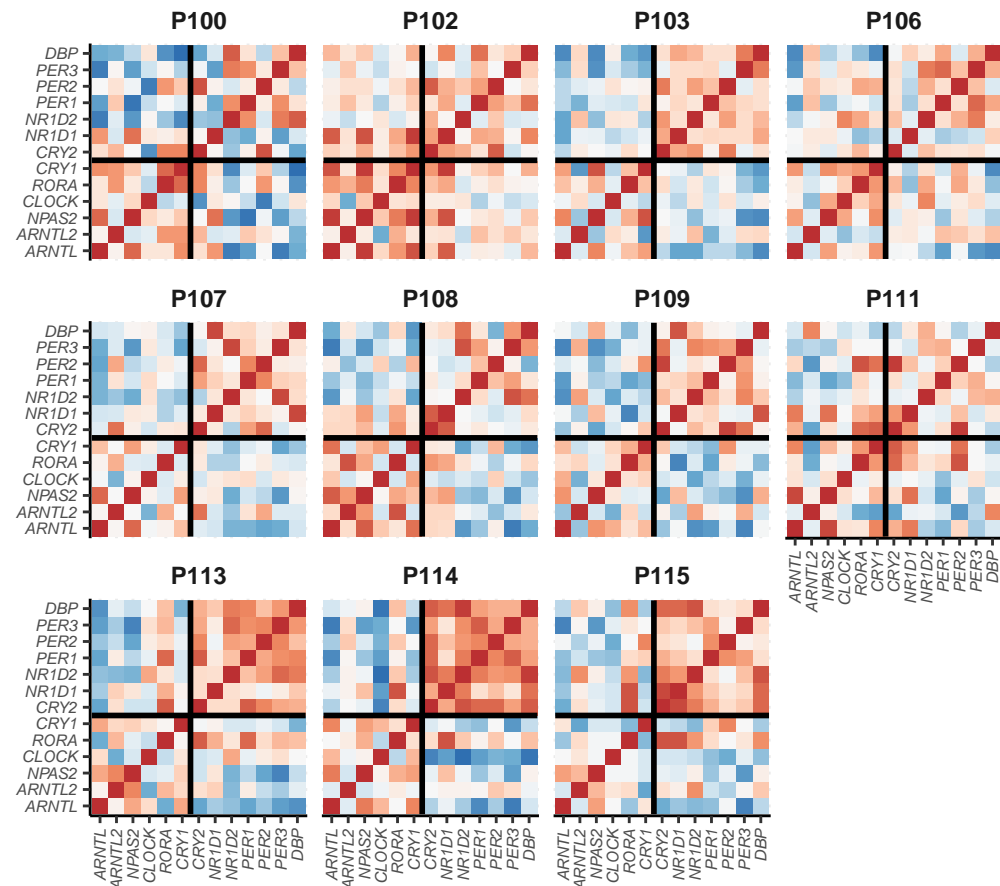 P100 P102 P103 P106
DBP
PER3
PER2
PER1
NR1D2
NR1D1
CRY2
CRY1
RORA
CLOCK
NPAS2
ARNTL2
ARNTL
P107 P108 P109 P111
DBP
PER3
PER2
PER1
NR1D2
NR1D1
CRY2
CRY1
RORA
CLOCK
NPAS2
ARNTL2
ARNTL
ARNTL ARNTL2 NPAS2 CLOCK RORA CRY1 CRY2 NR1D1 NR1D2 PER1 PER2 PER3 DBP
P113 P114 P115
DBP
PER3
PER2
PER1
NR1D2
NR1D1
CRY2
CRY1
RORA
CLOCK
NPAS2
ARNTL2
ARNTL
ARNTL ARNTL2 NPAS2 CLOCK RORA CRY1 CRY2 NR1D1 NR1D2 PER1 PER2 PER3 DBP ARNTL ARNTL2 NPAS2 CLOCK RORA CRY1 CRY2 NR1D1 NR1D2 PER1 PER2 PER3 DBP ARNTL ARNTL2 NPAS2 CLOCK RORA CRY1 CRY2 NR1D1 NR1D2 PER1 PER2 PER3 DBP